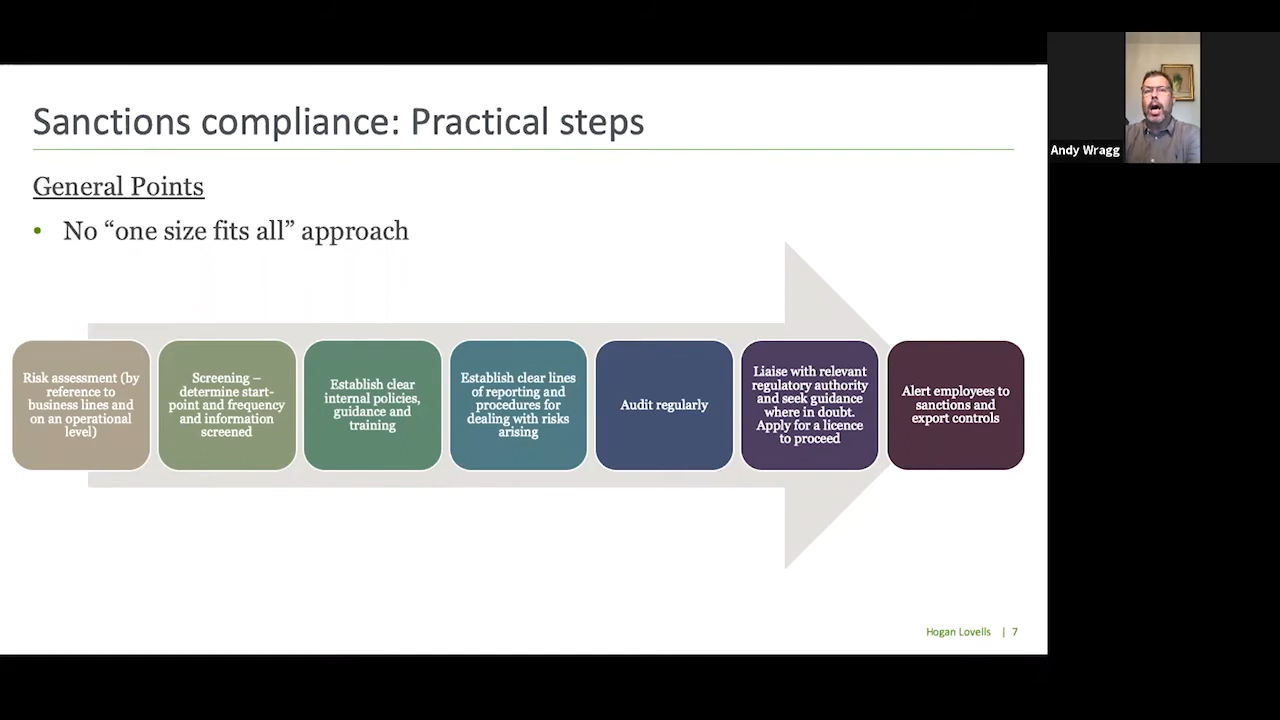 Sanctions compliance: Practical steps
Andy Wragg
General Points
• No “one size fits all” approach
Risk assessment (by
reference to
business lines and
on an operational
level)
Screening –
determine start-
point and frequency
and information
screened
Establish clear
internal policies,
guidance and
training
Establish clear lines
of reporting and
procedures for
dealing with risks
arising
Audit regularly
Liaise with relevant
regulatory authority
and seek guidance
where in doubt.
Apply for a licence
to proceed
Alert employees to
sanctions and
export controls
Hogan Lovells | 7